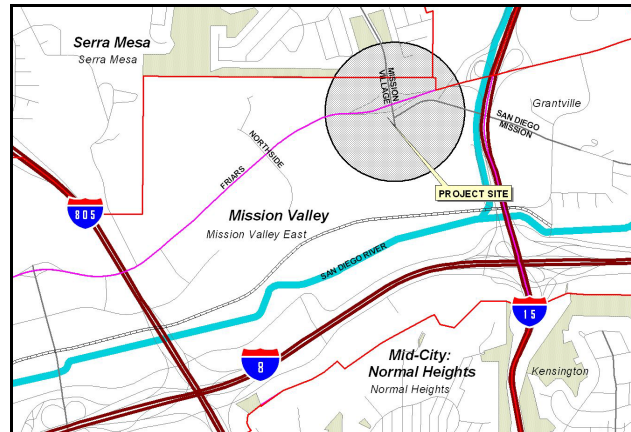 Serra Mesa
Serra Mesa
MISSION
VILLAGE
Grantville
SAN DIEGO
MISSION
NORTHSIDE
FRIARS
PROJECT SITE
805
Mission Valley
Mission Valley East
SAN DIEGO RIVER
15
8
Mid-City:
Normal Heights
Normal Heights
Kensington